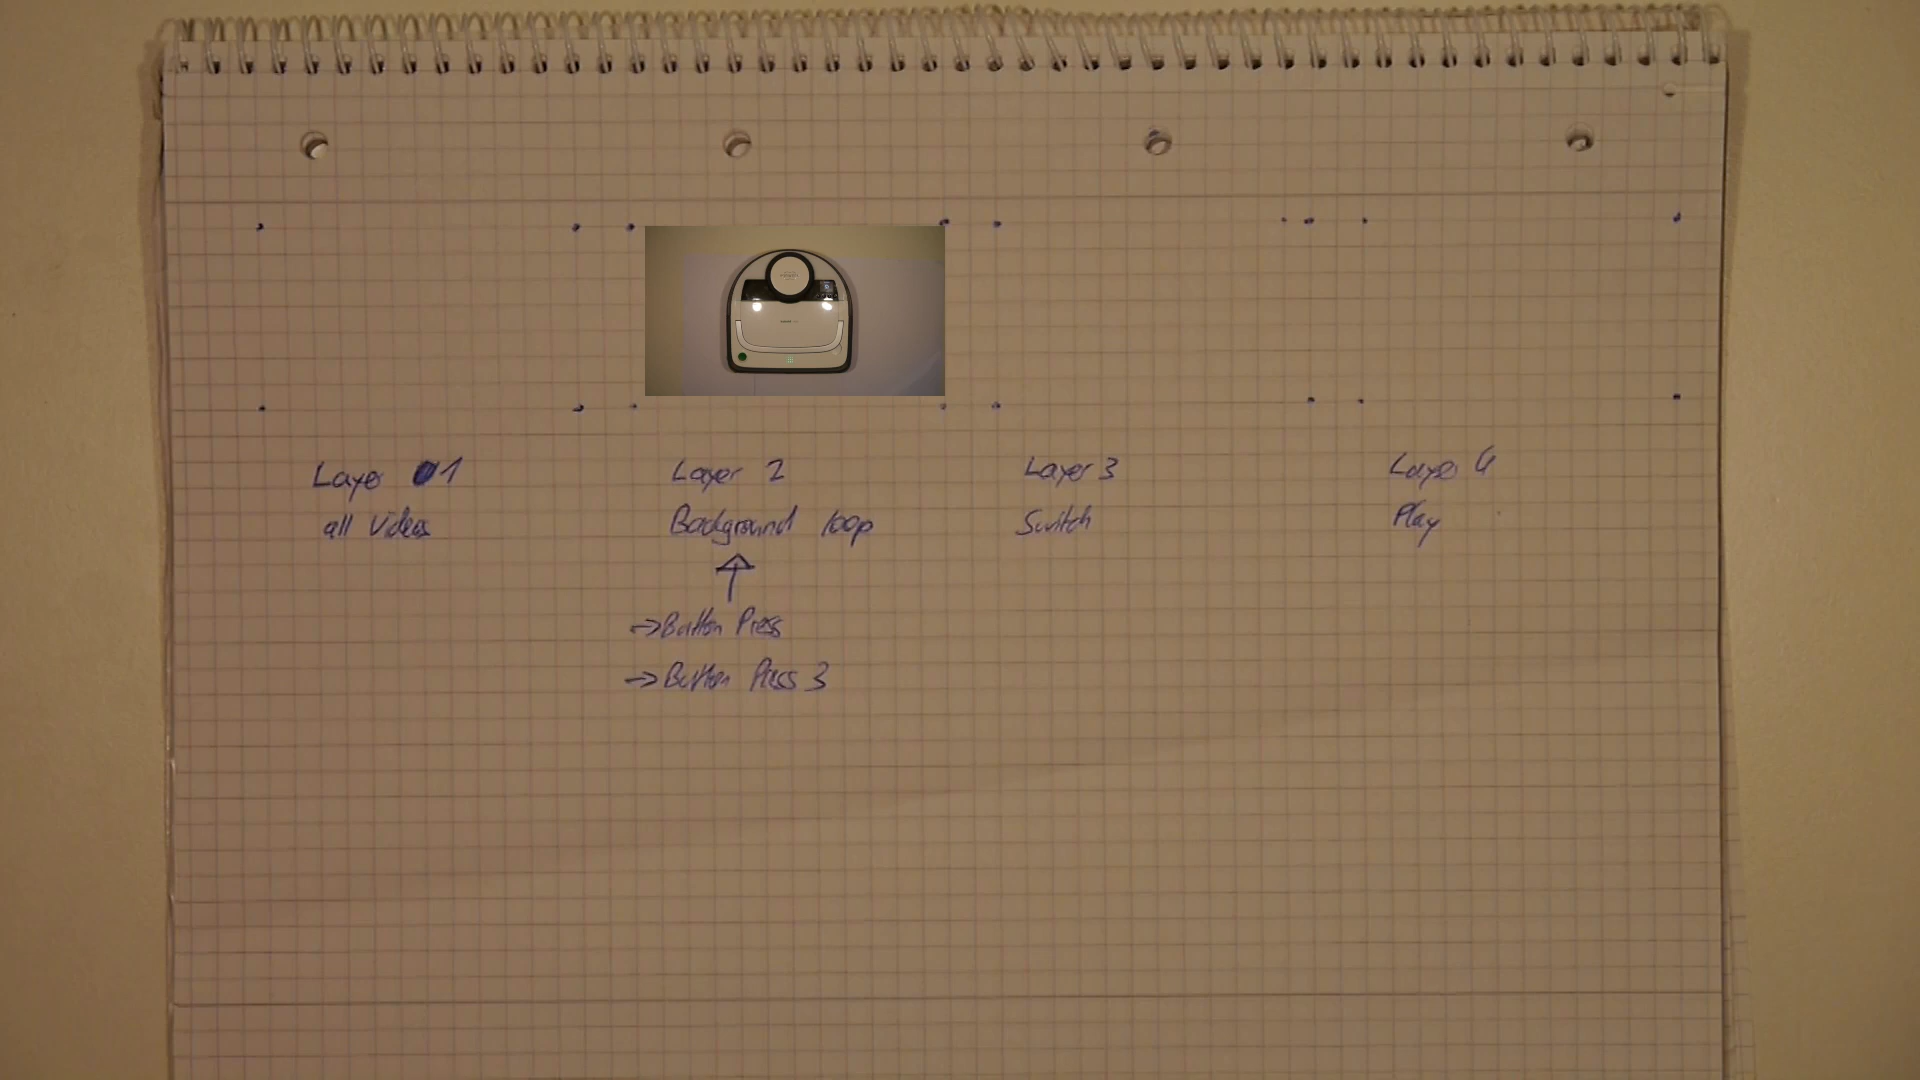 Layer 1
all Videos
Layer 2
Background loop
→Button Press
→Button Press 3
Layer 3
Switch
Layer 4
Play